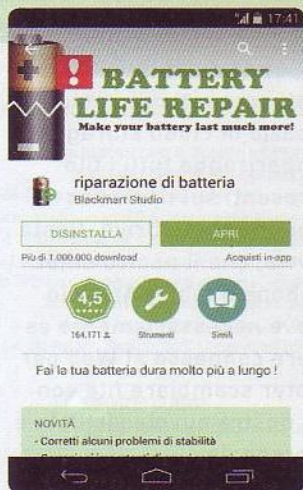 17:41
BATTERY
LIFE REPAIR
Make your battery last much more!
riparazione di batteria
Blackmart Studio
DISINSTALLA
APRI
Più di 1.000.000 download
Acquisti in-app
4,5
164.171
Strumenti
Simili
Fai la tua batteria dura molto più a lungo !
NOVITÀ
- Corretti alcuni problemi di stabilità